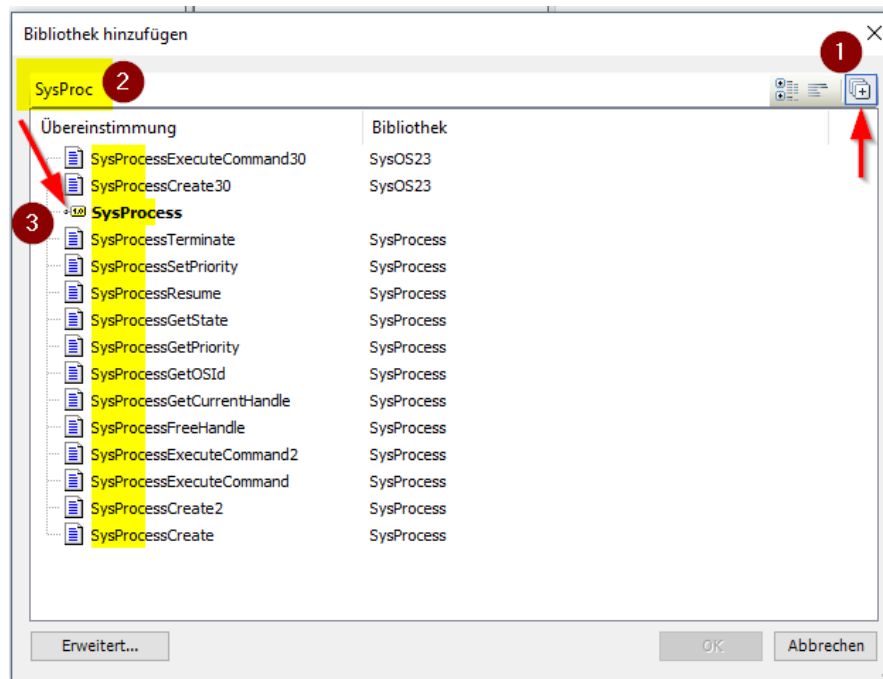 Bibliothek hinzufügen
1
SysProc 2
Übereinstimmung Bibliothek
SysProcessExecuteCommand30 SysOS23
SysProcessCreate30 SysOS23
3 1.0 SysProcess
SysProcessTerminate SysProcess
SysProcessSetPriority SysProcess
SysProcessResume SysProcess
SysProcessGetState SysProcess
SysProcessGetPriority SysProcess
SysProcessGetOSId SysProcess
SysProcessGetCurrentHandle SysProcess
SysProcessFreeHandle SysProcess
SysProcessExecuteCommand2 SysProcess
SysProcessExecuteCommand SysProcess
SysProcessCreate2 SysProcess
SysProcessCreate SysProcess
Erweitert... OK Abbrechen